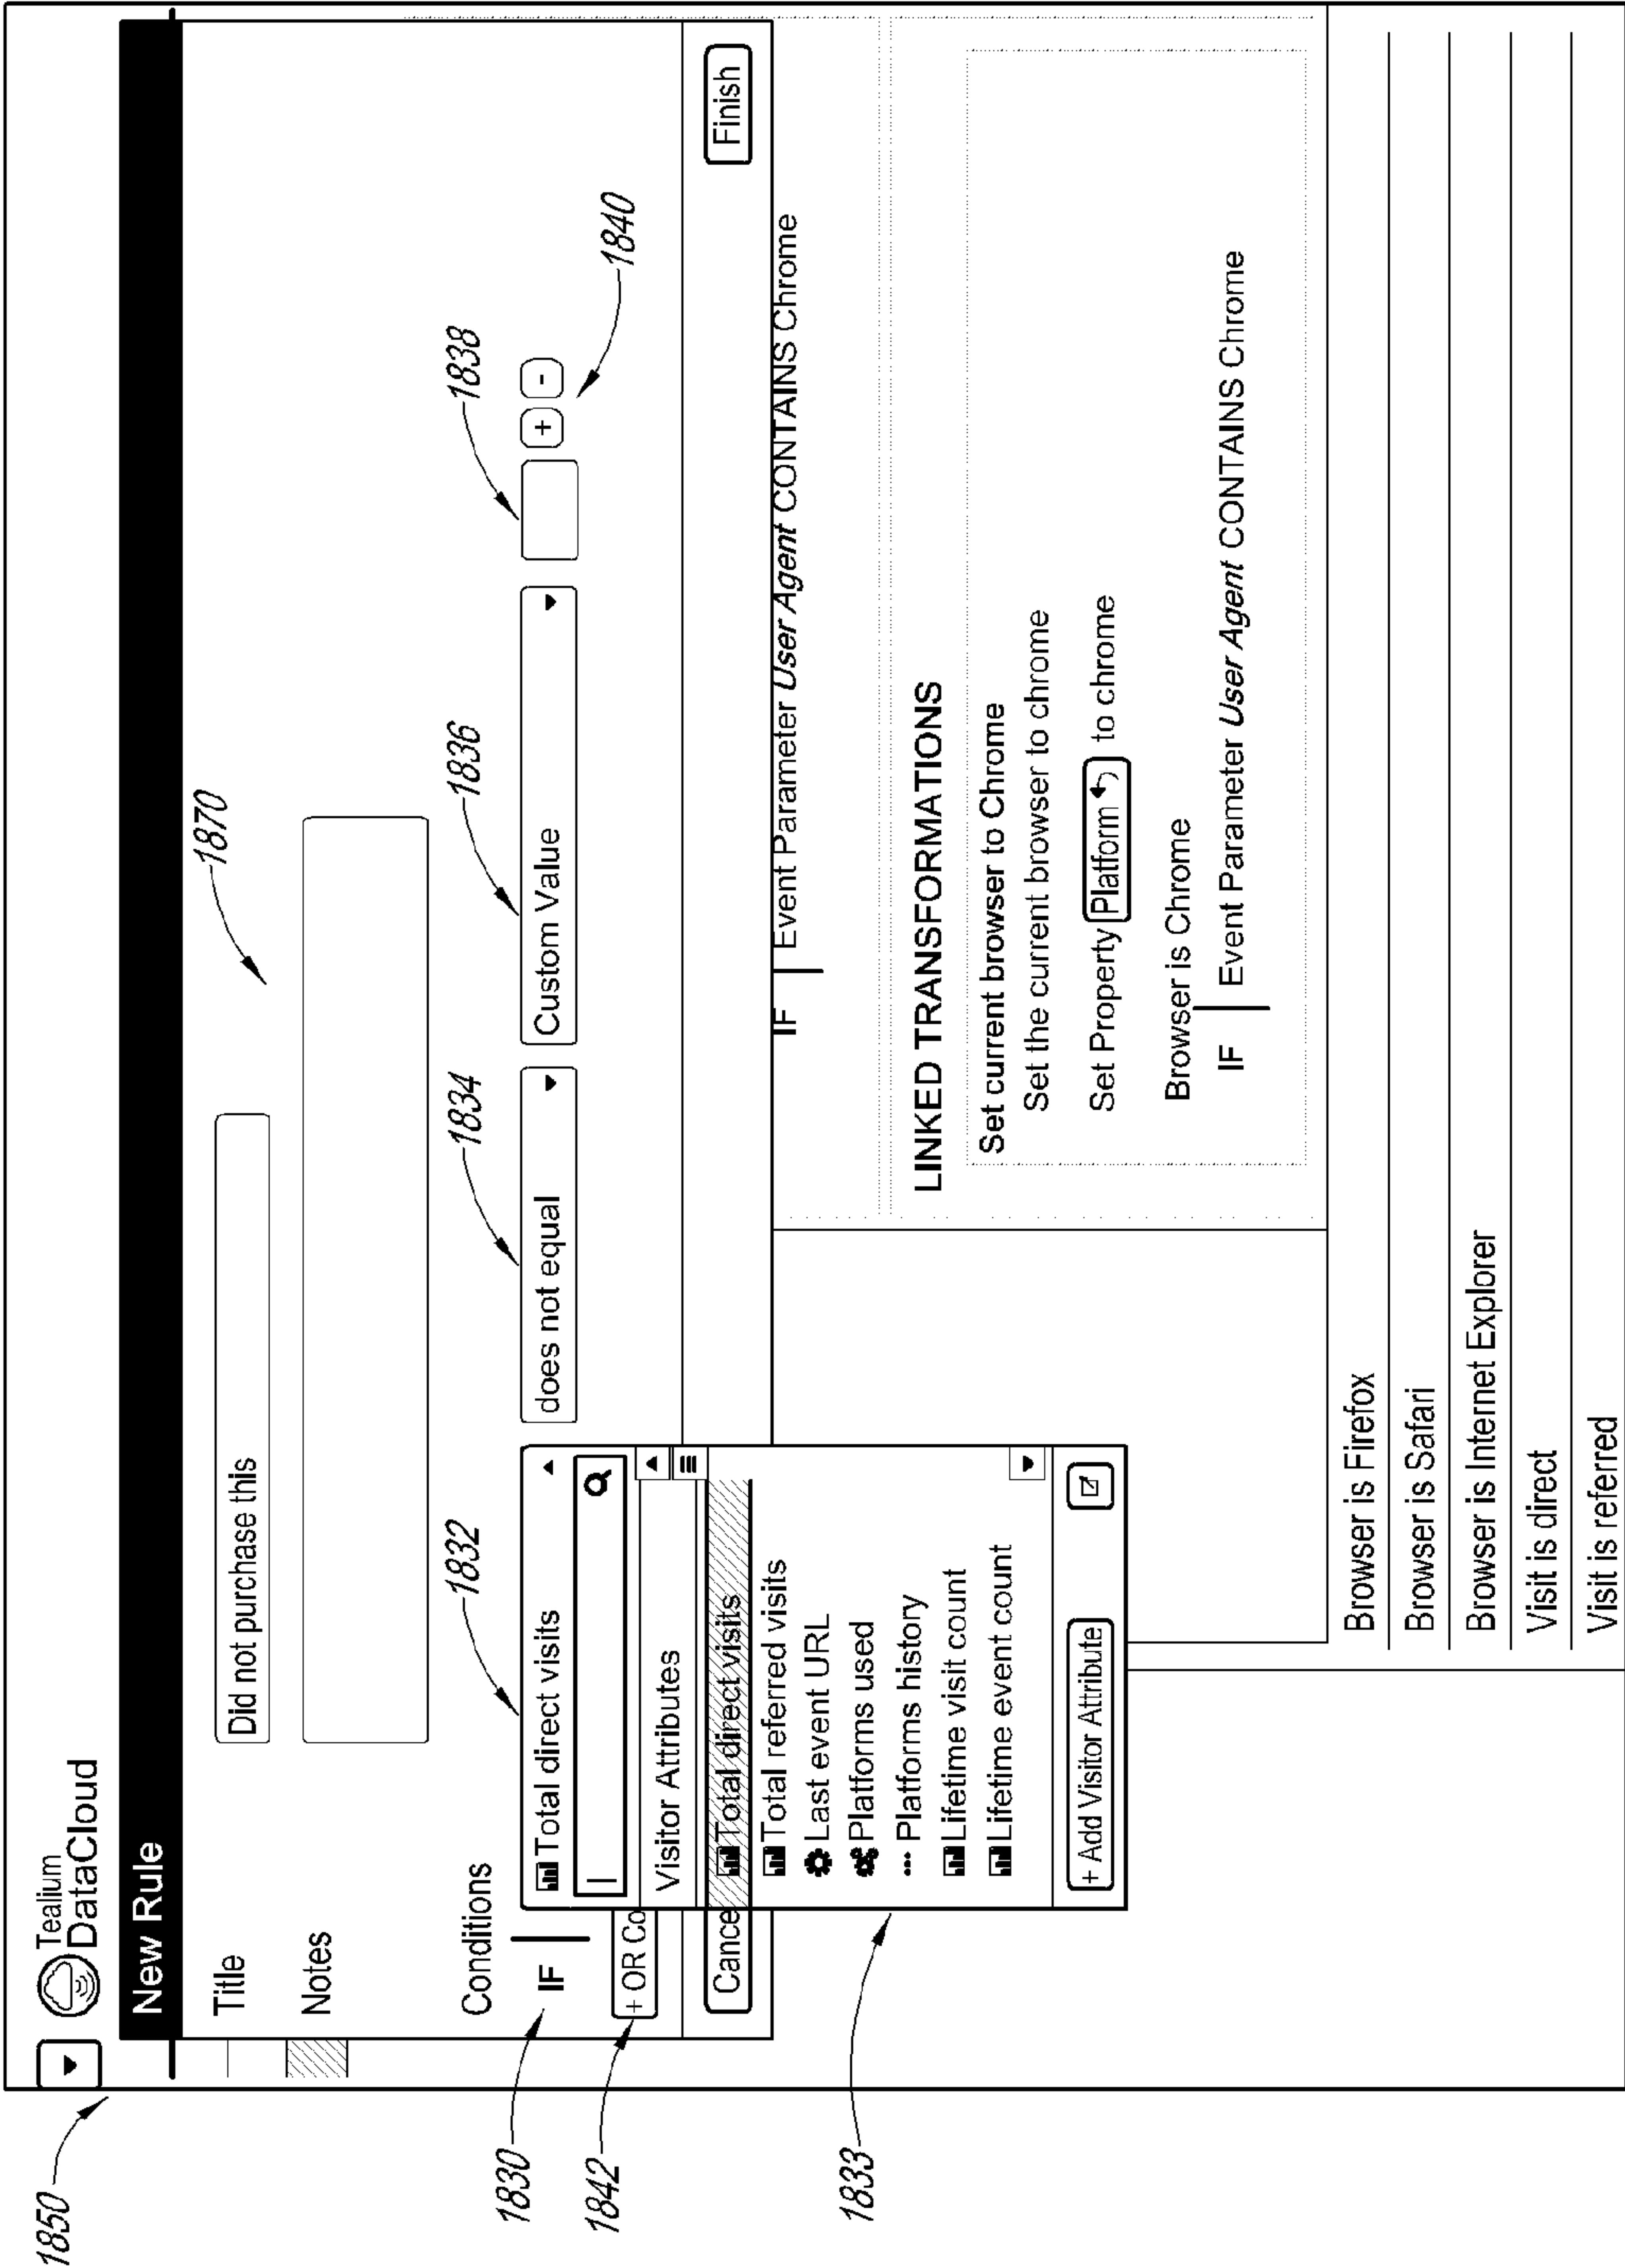 1850
Tealium
DataCloud
New Rule
1870
Title
Did not purchase this
Notes
Conditions
1832
1834
1836
1838
1830
IF
Total direct visits
does not equal
Custom Value
+ -
1840
1842
+ OR Co
Visitor Attributes
Cance
Total direct visits
Finish
Total referred visits
Last event URL
Platforms used
Platforms history
Lifetime visit count
Lifetime event count
1833
+ Add Visitor Attribute
IF Event Parameter User Agent CONTAINS Chrome
LINKED TRANSFORMATIONS
Set current browser to Chrome
Set the current browser to chrome
Set Property Platform to chrome
Browser is Chrome
IF Event Parameter User Agent CONTAINS Chrome
Browser is Firefox
Browser is Safari
Browser is Internet Explorer
Visit is direct
Visit is referred